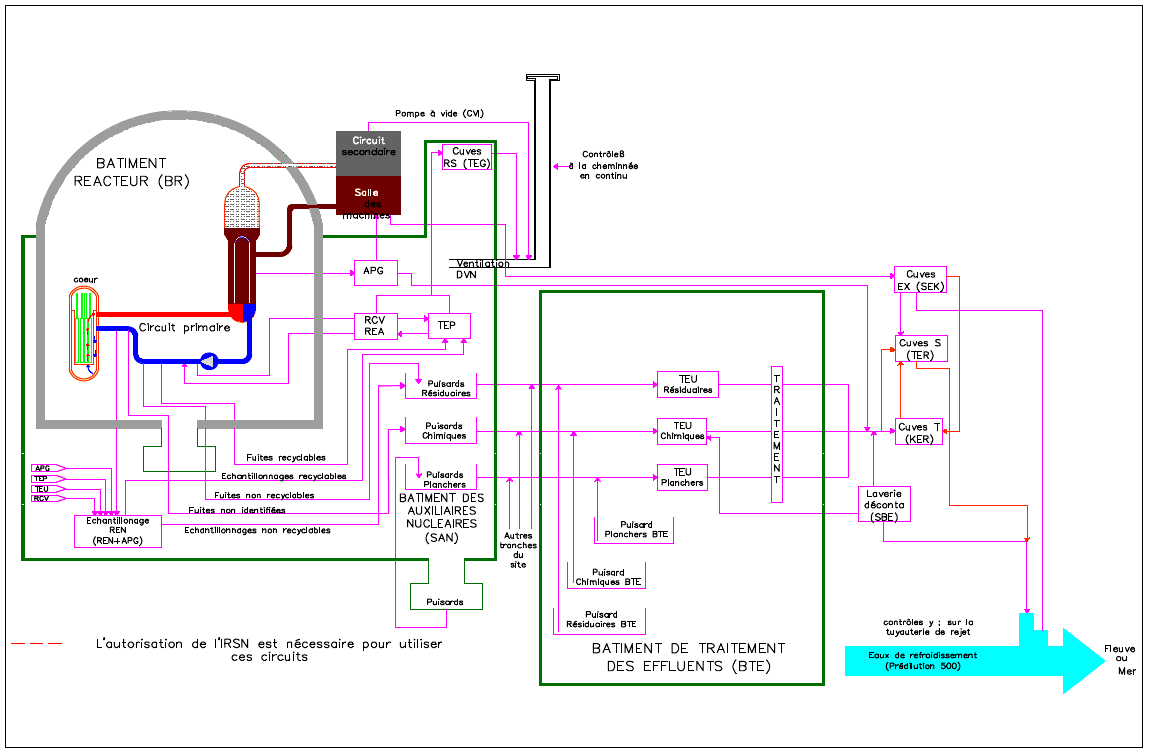 Pompe à vide (CVI)
Circuit
secondaire
Salle
des
machines
Cuves
RS (TEG)
Contrôleß
à la cheminnée
en continu
BATIMENT
REACTEUR (BR)
Ventilation
DVN
APG
coeur
Circuit primaire
RCV
REA
TEP
Cuves
EX (SEK)
Cuves S
(TER)
Cuves T
(KER)
Puisards
Résiduaires
Puisards
Chimiques
Puisards
Planchers
TEU
Résiduaires
TEU
Chimiques
TEU
Planchers
TRAITEMENT
Fuites recyclables
Echantillonnages recyclables
Fuites non recyclables
Fuites non identifiées
Echantillonnages non recyclables
APG
TEP
TEU
RCV
Echantillonage
REN
(REN+APG)
BATIMENT DES
AUXILIAIRES
NUCLEAIRES
(SAN)
Autres
tranches
du
site
Laverie
déconta
(SBE)
Puisard
Planchers BTE
Puisard
Chimiques BTE
Puisard
Résiduaires BTE
Puisards
BATIMENT DE TRAITEMENT
DES EFFLUENTS (BTE)
L'autorisation de l'IRSN est nécessaire pour utiliser
ces circuits
contrôles y ; sur la
tuyauterie de rejet
Eaux de refroidissement
(Prédilution 500)
Fleuve
ou
Mer